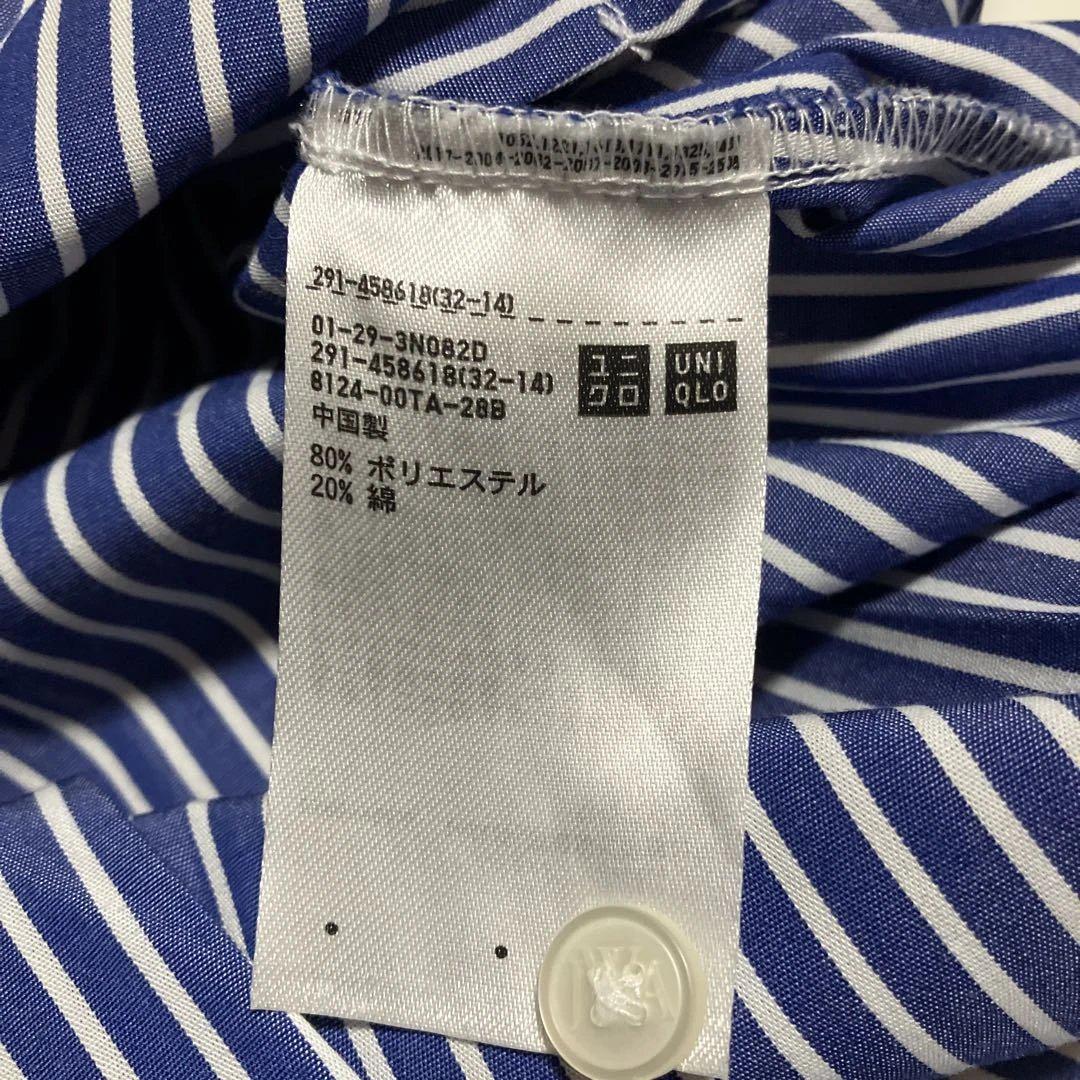 291-458618(32-14)
01-29-3N082D
291-458618(32-14)
8124-00TA-28B
中国製
80% ポリエステル
20% 綿
ユニ
クロ
UNI
QLO